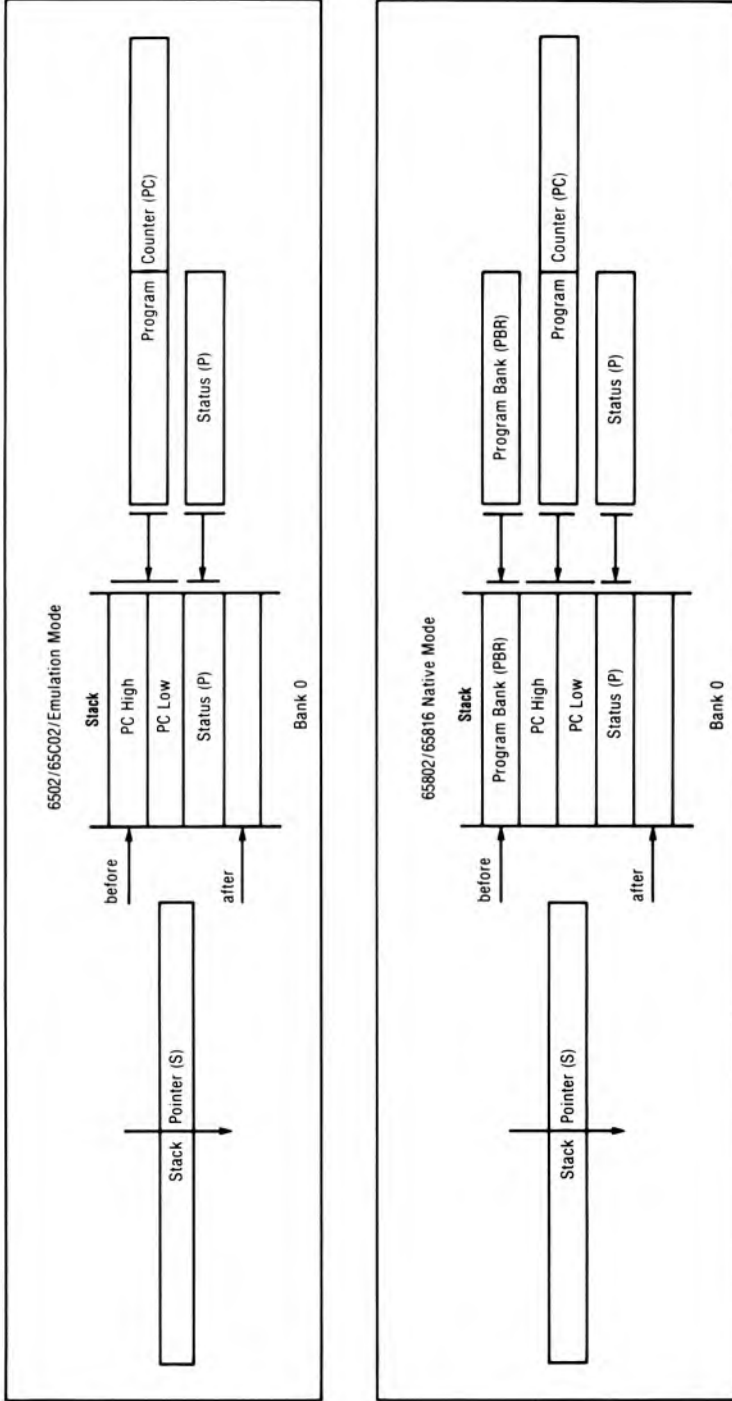 6502/65C02/Emulation Mode
Stack
before
PC High
PC Low
Status (P)
after
Stack Pointer (S)
Program Counter (PC)
Status (P)
Bank 0
65802/65816 Native Mode
Stack
before
Program Bank (PBR)
PC High
PC Low
Status (P)
after
Stack Pointer (S)
Program Bank (PBR)
Program Counter (PC)
Status (P)
Bank 0